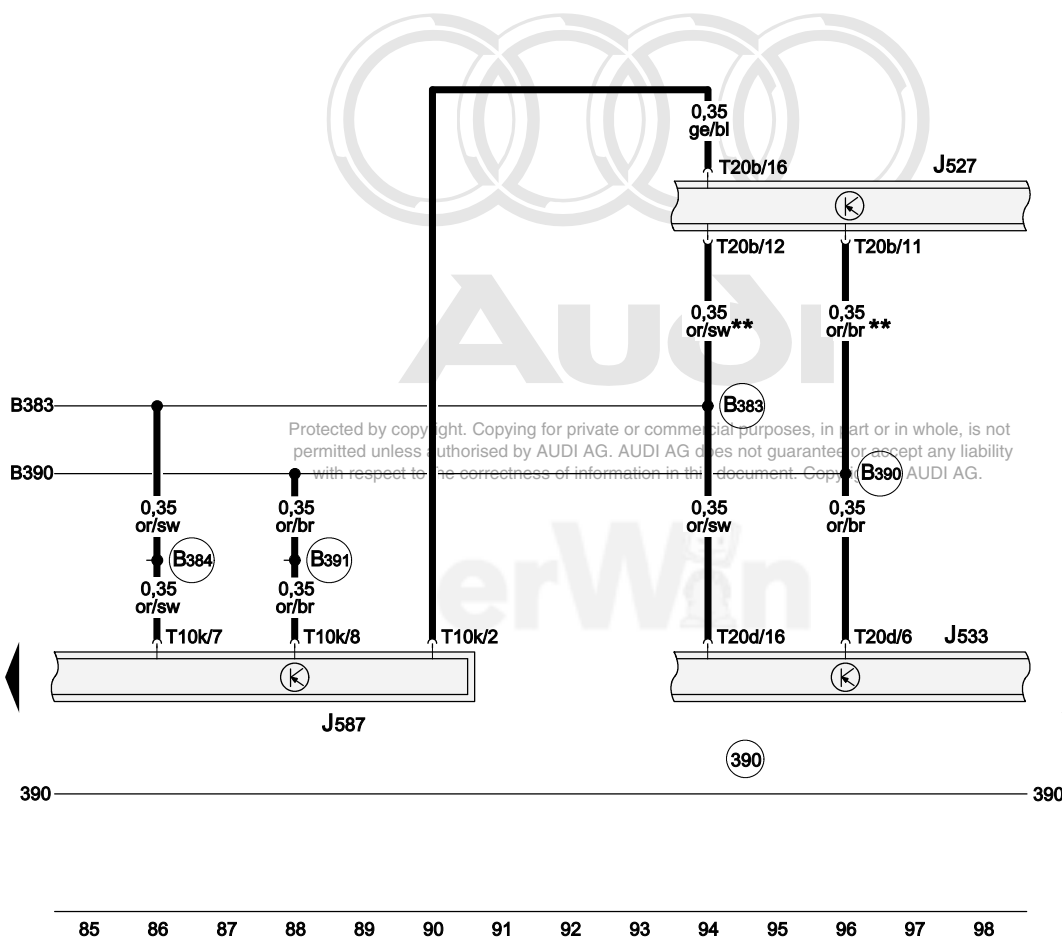 0,35
ge/bl
T20b/16
J527
T20b/12
T20b/11
Audi
0,35
or/sw**
0,35
or/br **
B383
B383
Protected by copyright. Copying for private or commercial purposes, in part or in whole, is not
permitted unless authorised by AUDI AG. AUDI AG does not guarantee or accept any liability
with respect to the correctness of information in this document. Copyright by AUDI AG.
B390
B390
0,35
or/sw
0,35
or/br
0,35
or/sw
0,35
or/br
B384
B391
erWin
0,35
or/sw
0,35
or/br
T10k/7
T10k/8
T10k/2
T20d/16
T20d/6
J533
J587
390
390
390
85 86 87 88 89 90 91 92 93 94 95 96 97 98